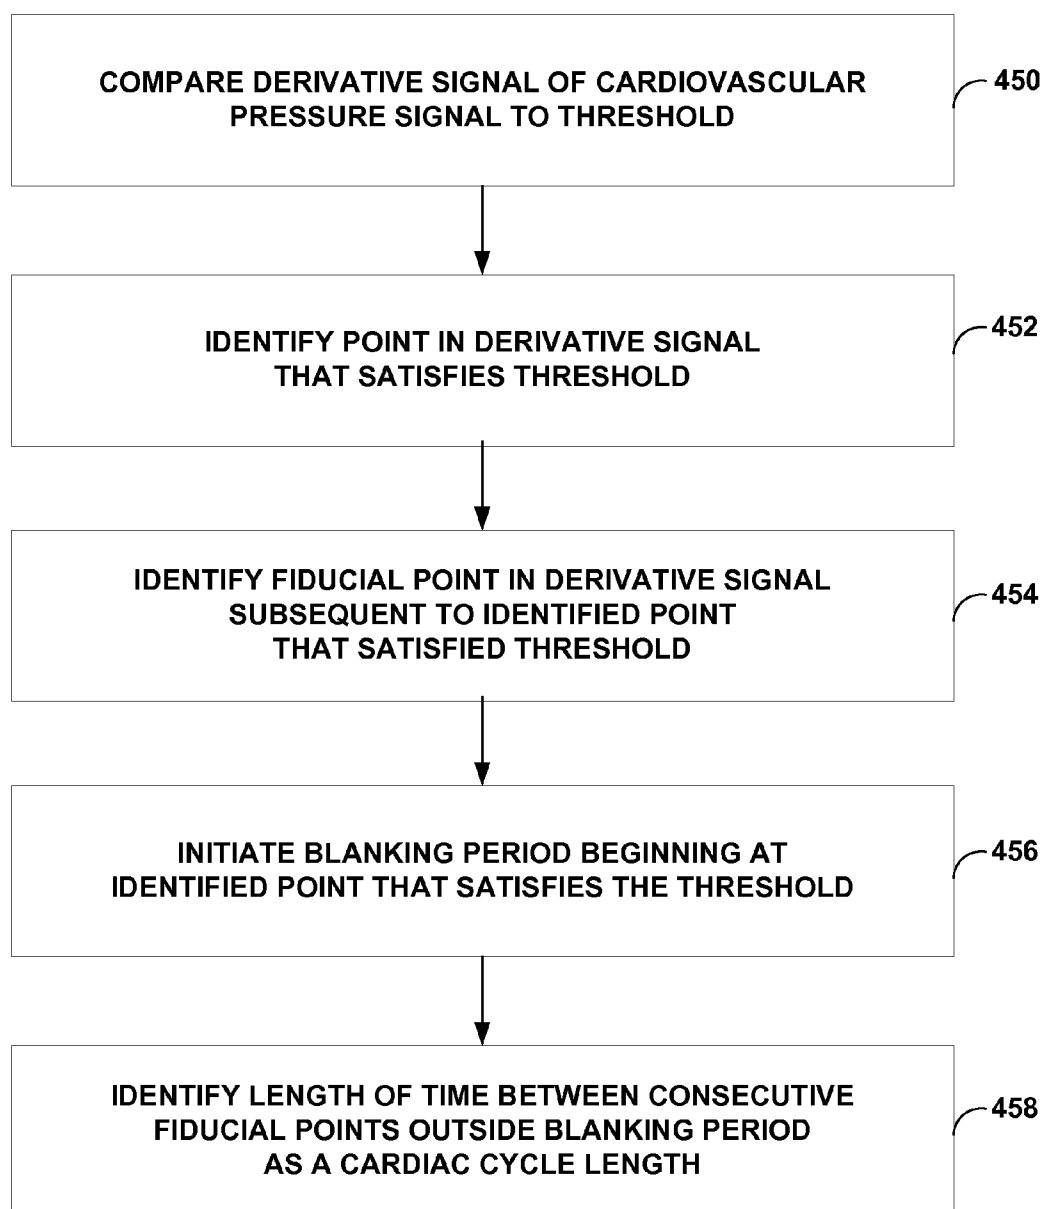 COMPARE DERIVATIVE SIGNAL OF CARDIOVASCULAR
PRESSURE SIGNAL TO THRESHOLD
450
IDENTIFY POINT IN DERIVATIVE SIGNAL
THAT SATISFIES THRESHOLD
452
IDENTIFY FIDUCIAL POINT IN DERIVATIVE SIGNAL
SUBSEQUENT TO IDENTIFIED POINT
THAT SATISFIED THRESHOLD
454
INITIATE BLANKING PERIOD BEGINNING AT
IDENTIFIED POINT THAT SATISFIES THE THRESHOLD
456
IDENTIFY LENGTH OF TIME BETWEEN CONSECUTIVE
FIDUCIAL POINTS OUTSIDE BLANKING PERIOD
AS A CARDIAC CYCLE LENGTH
458